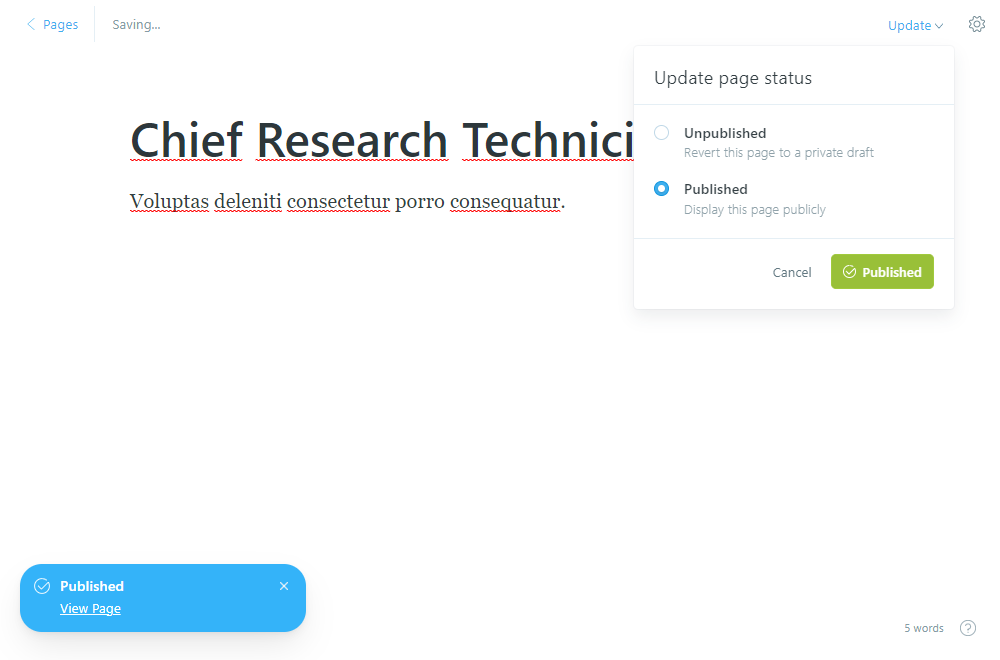 Pages
Saving...
Update
Update page status
Chief Research Technici
Unpublished
Revert this page to a private draft
Published
Display this page publicly
Voluptas deleniti consectetur porro consequatur.
Cancel
Published
Published
View Page
5 words
?